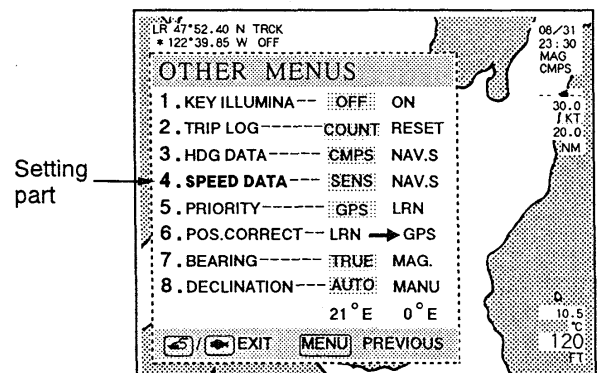 LR 47°52.40 N TRCK
* 122°39.85 W OFF
08/31
23:30
MAG
CMPS
30.0
KT
20.0
NM
OTHER MENUS
1. KEY ILLUMINA-- OFF ON
2. TRIP LOG------COUNT RESET
3. HDG DATA---- CMPS NAV.S
Setting part
4. SPEED DATA---- SENS NAV.S
5. PRIORITY------ GPS LRN
6. POS.CORRECT-- LRN → GPS
7. BEARING------ TRUE MAG.
8. DECLINATION--- AUTO MANU
21°E 0°E
/ EXIT MENU PREVIOUS
D
10.5
°C
120
FT